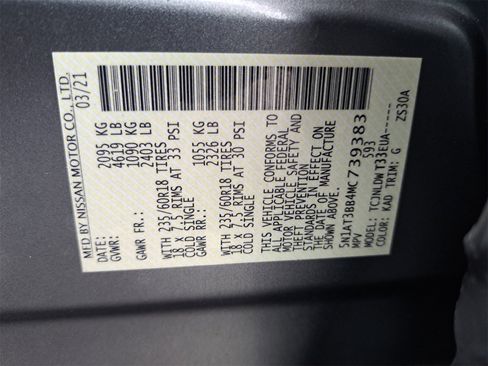 MFD BY NISSAN MOTOR CO., LTD.
03/21
2095 KG
GVWR: 4619 LB
1090 KG
GAWR FR.: 2403 LB
WITH 235/60R18 TIRES
18 X 7.5 RIMS AT 33 PSI
COLD SINGLE
1055 KG
GAWR RR.: 2326 LB
WITH 235/60R18 TIRES
18 X 7.5 RIMS AT 30 PSI
COLD SINGLE
THIS VEHICLE CONFORMS TO
ALL APPLICABLE FEDERAL
MOTOR VEHICLE SAFETY AND
THEFT PREVENTION
STANDARDS IN EFFECT ON
THE DATE OF MANUFACTURE
SHOWN ABOVE.
5N1AT3BB4MC739383
MPV S93
MODEL: TCJNLDWT33EUA------
COLOR: KAD TRIM: G
ZS30A